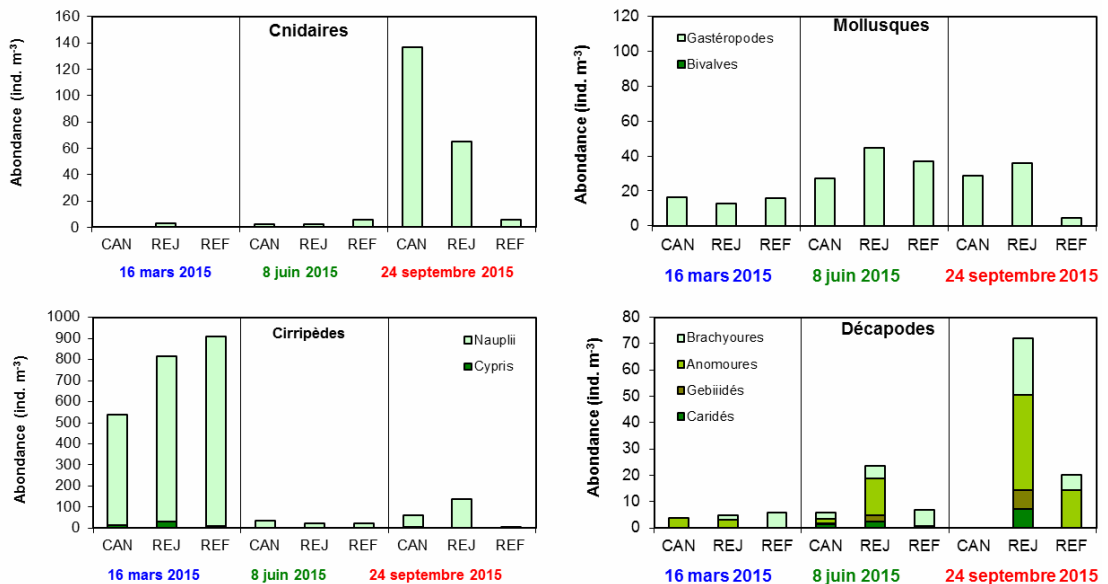 Cnidaires
Abondance (ind. m-3)
160
140
120
100
80
60
40
20
0
CAN REJ REF CAN REJ REF CAN REJ REF
16 mars 2015 8 juin 2015 24 septembre 2015
Mollusques
Abondance (ind. m-3)
120
100
80
60
40
20
0
Gastéropodes
Bivalves
CAN REJ REF CAN REJ REF CAN REJ REF
16 mars 2015 8 juin 2015 24 septembre 2015
Cirripèdes
Abondance (ind. m-3)
1000
900
800
700
600
500
400
300
200
100
0
Nauplii
Cypris
CAN REJ REF CAN REJ REF CAN REJ REF
16 mars 2015 8 juin 2015 24 septembre 2015
Décapodes
Abondance (ind. m-3)
80
70
60
50
40
30
20
10
0
Brachyoures
Anomoures
Gebiiidés
Caridés
CAN REJ REF CAN REJ REF CAN REJ REF
16 mars 2015 8 juin 2015 24 septembre 2015